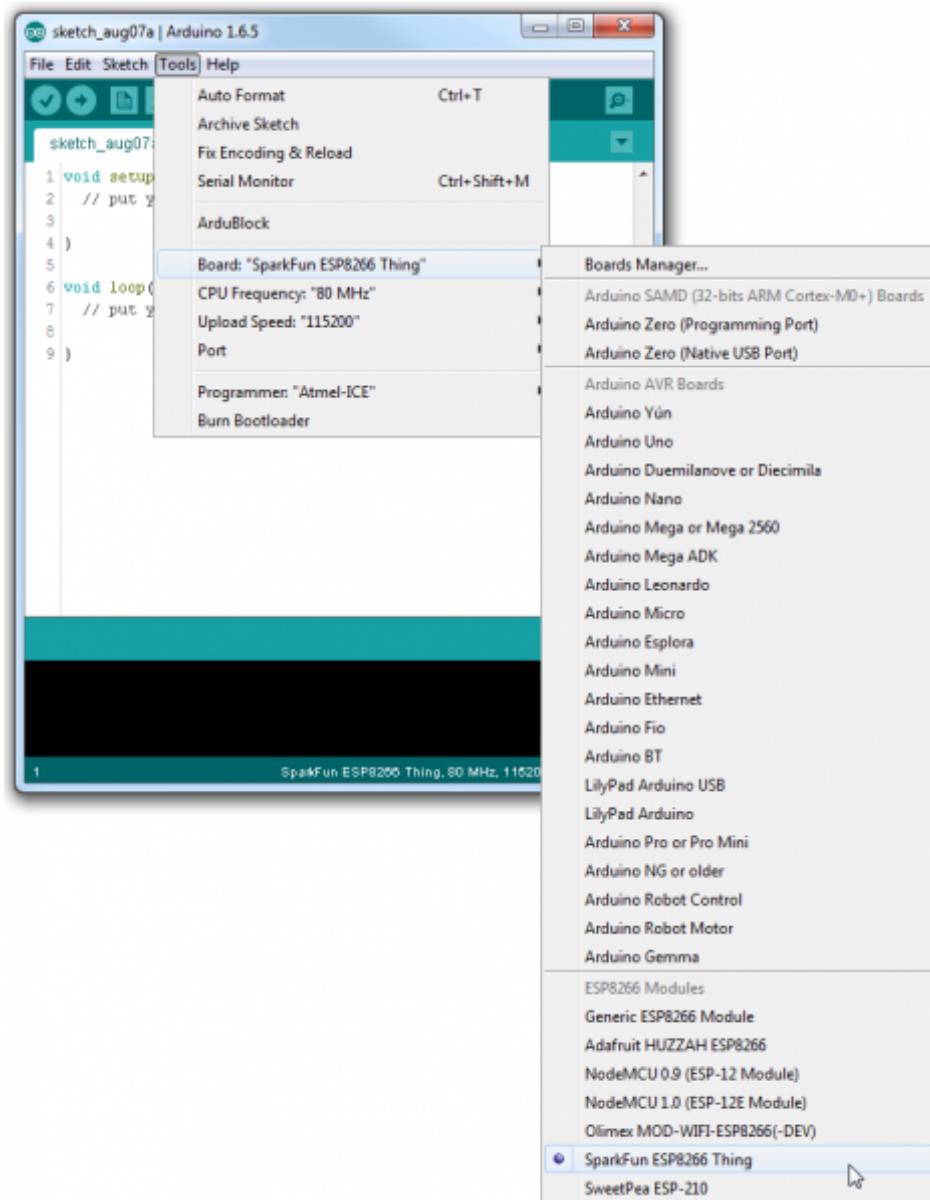 sketch_aug07a | Arduino 1.6.5
File Edit Sketch Tools Help
sketch_aug07a
Auto Format Ctrl+T
Archive Sketch
Fix Encoding & Reload
Serial Monitor Ctrl+Shift+M
ArduBlock
Board: "SparkFun ESP8266 Thing"
CPU Frequency: "80 MHz"
Upload Speed: "115200"
Port
Programmer: "Atmel-ICE"
Burn Bootloader
1 void setup
2 // put y
3
4 }
5
6 void loop(
7 // put y
8
9 }
1 SparkFun ESP8266 Thing, 80 MHz, 11520
Boards Manager...
Arduino SAMD (32-bits ARM Cortex-M0+) Boards
Arduino Zero (Programming Port)
Arduino Zero (Native USB Port)
Arduino AVR Boards
Arduino Yún
Arduino Uno
Arduino Duemilanove or Diecimila
Arduino Nano
Arduino Mega or Mega 2560
Arduino Mega ADK
Arduino Leonardo
Arduino Micro
Arduino Esplora
Arduino Mini
Arduino Ethernet
Arduino Fio
Arduino BT
LilyPad Arduino USB
LilyPad Arduino
Arduino Pro or Pro Mini
Arduino NG or older
Arduino Robot Control
Arduino Robot Motor
Arduino Gemma
ESP8266 Modules
Generic ESP8266 Module
Adafruit HUZZAH ESP8266
NodeMCU 0.9 (ESP-12 Module)
NodeMCU 1.0 (ESP-12E Module)
Olimex MOD-WIFI-ESP8266(-DEV)
SparkFun ESP8266 Thing
SweetPea ESP-210